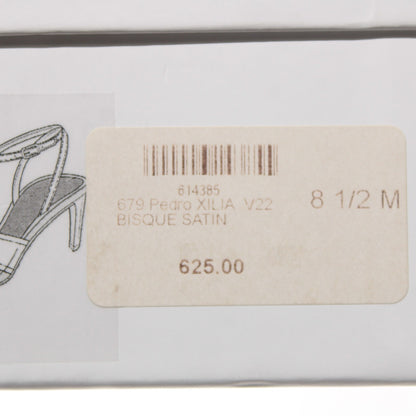 614385
679 Pedro XILIA V22
BISQUE SATIN
8 1/2 M
625.00